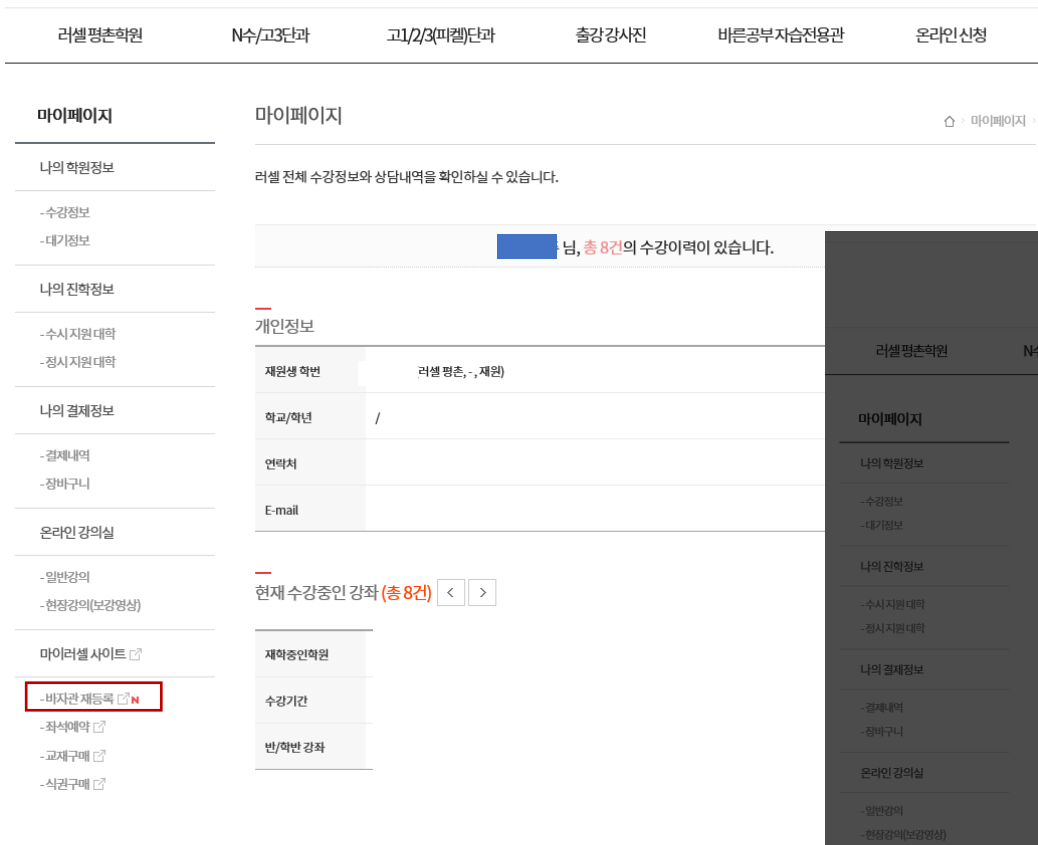 러셀평촌학원 N수/고3단과 고1/2/3(피켈)단과 출강강사진 바른공부자습전용관 온라인신청
마이페이지
나의 학원정보
- 수강정보
- 대기정보
나의 진학정보
- 수시지원대학
- 정시지원대학
나의 결제정보
- 결제내역
- 장바구니
온라인 강의실
- 일반강의
- 현장강의(보강영상)
마이러셀 사이트
- 바자관 재등록 N
- 좌석예약
- 교재구매
- 식권구매
마이페이지
> 마이페이지 >
러셀 전체 수강정보와 상담내역을 확인하실 수 있습니다.
님, 총 8건의 수강이력이 있습니다.
개인정보
재원생 학번 러셀 평촌, - , 재원)
학교/학년 /
연락처
E-mail
현재 수강중인 강좌 (총 8건) < >
재학중인학원
수강기간
반/학반 강좌
러셀평촌학원
마이페이지
나의 학원정보
- 수강정보
- 대기정보
나의 진학정보
- 수시지원대학
- 정시지원대학
나의 결제정보
- 결제내역
- 장바구니
온라인 강의실
- 일반강의
- 현장강의(보강영상)